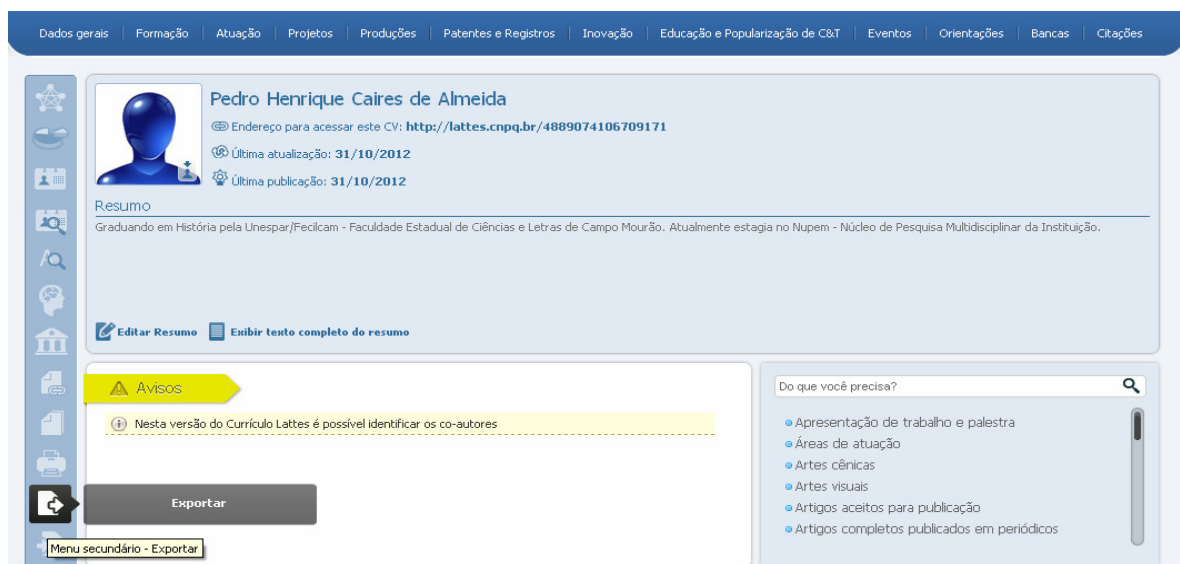 Dados gerais Formação Atuação Projetos Produções Patentes e Registros Inovação Educação e Popularização de C&T Eventos Orientações Bancas Citações
Pedro Henrique Caires de Almeida
Endereço para acessar este CV: http://lattes.cnpq.br/4889074106709171
Última atualização: 31/10/2012
Última publicação: 31/10/2012
Resumo
Graduando em História pela Unespar/Fecilcam - Faculdade Estadual de Ciências e Letras de Campo Mourão. Atualmente estagia no Nupem - Núcleo de Pesquisa Multidisciplinar da Instituição.
Editar Resumo Exibir texto completo do resumo
Avisos
Nesta versão do Currículo Lattes é possível identificar os co-autores
Do que você precisa?
Apresentação de trabalho e palestra
Áreas de atuação
Artes cênicas
Artes visuais
Artigos aceitos para publicação
Artigos completos publicados em periódicos
Exportar
Menu secundário - Exportar